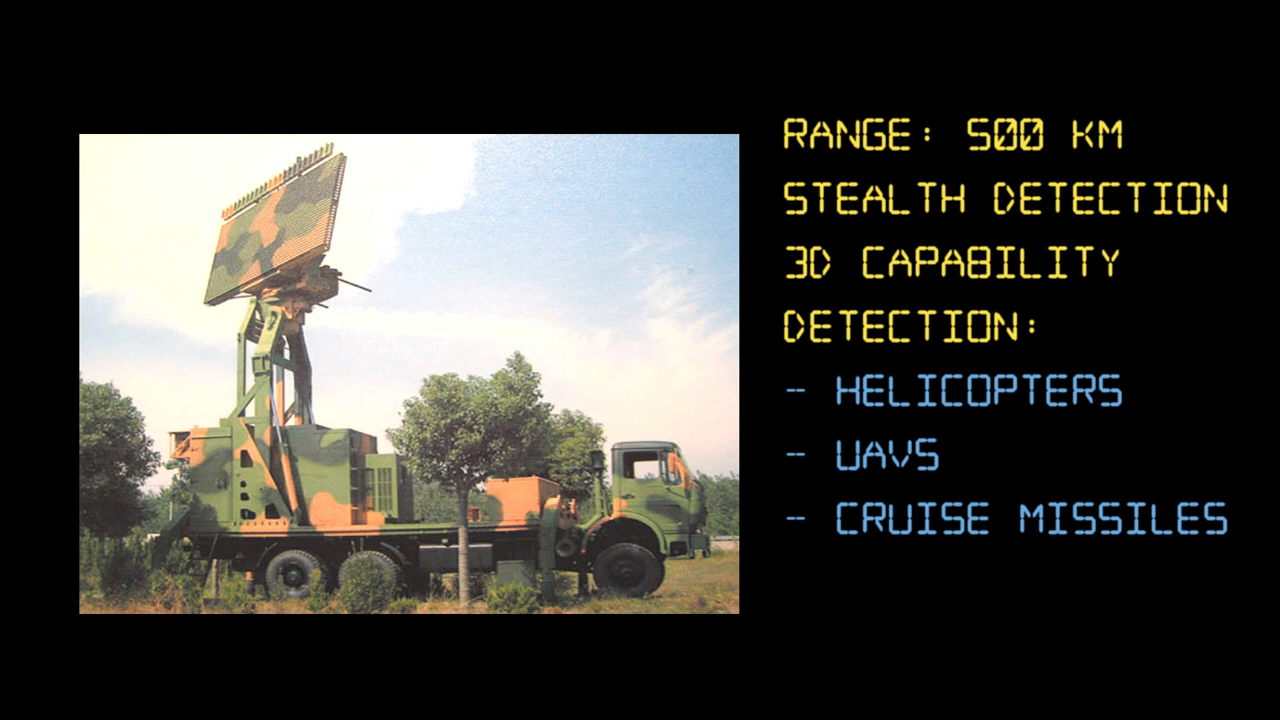 RANGE: 500 KM
STEALTH DETECTION
3D CAPABILITY
DETECTION:
- HELICOPTERS
- UAVS
- CRUISE MISSILES